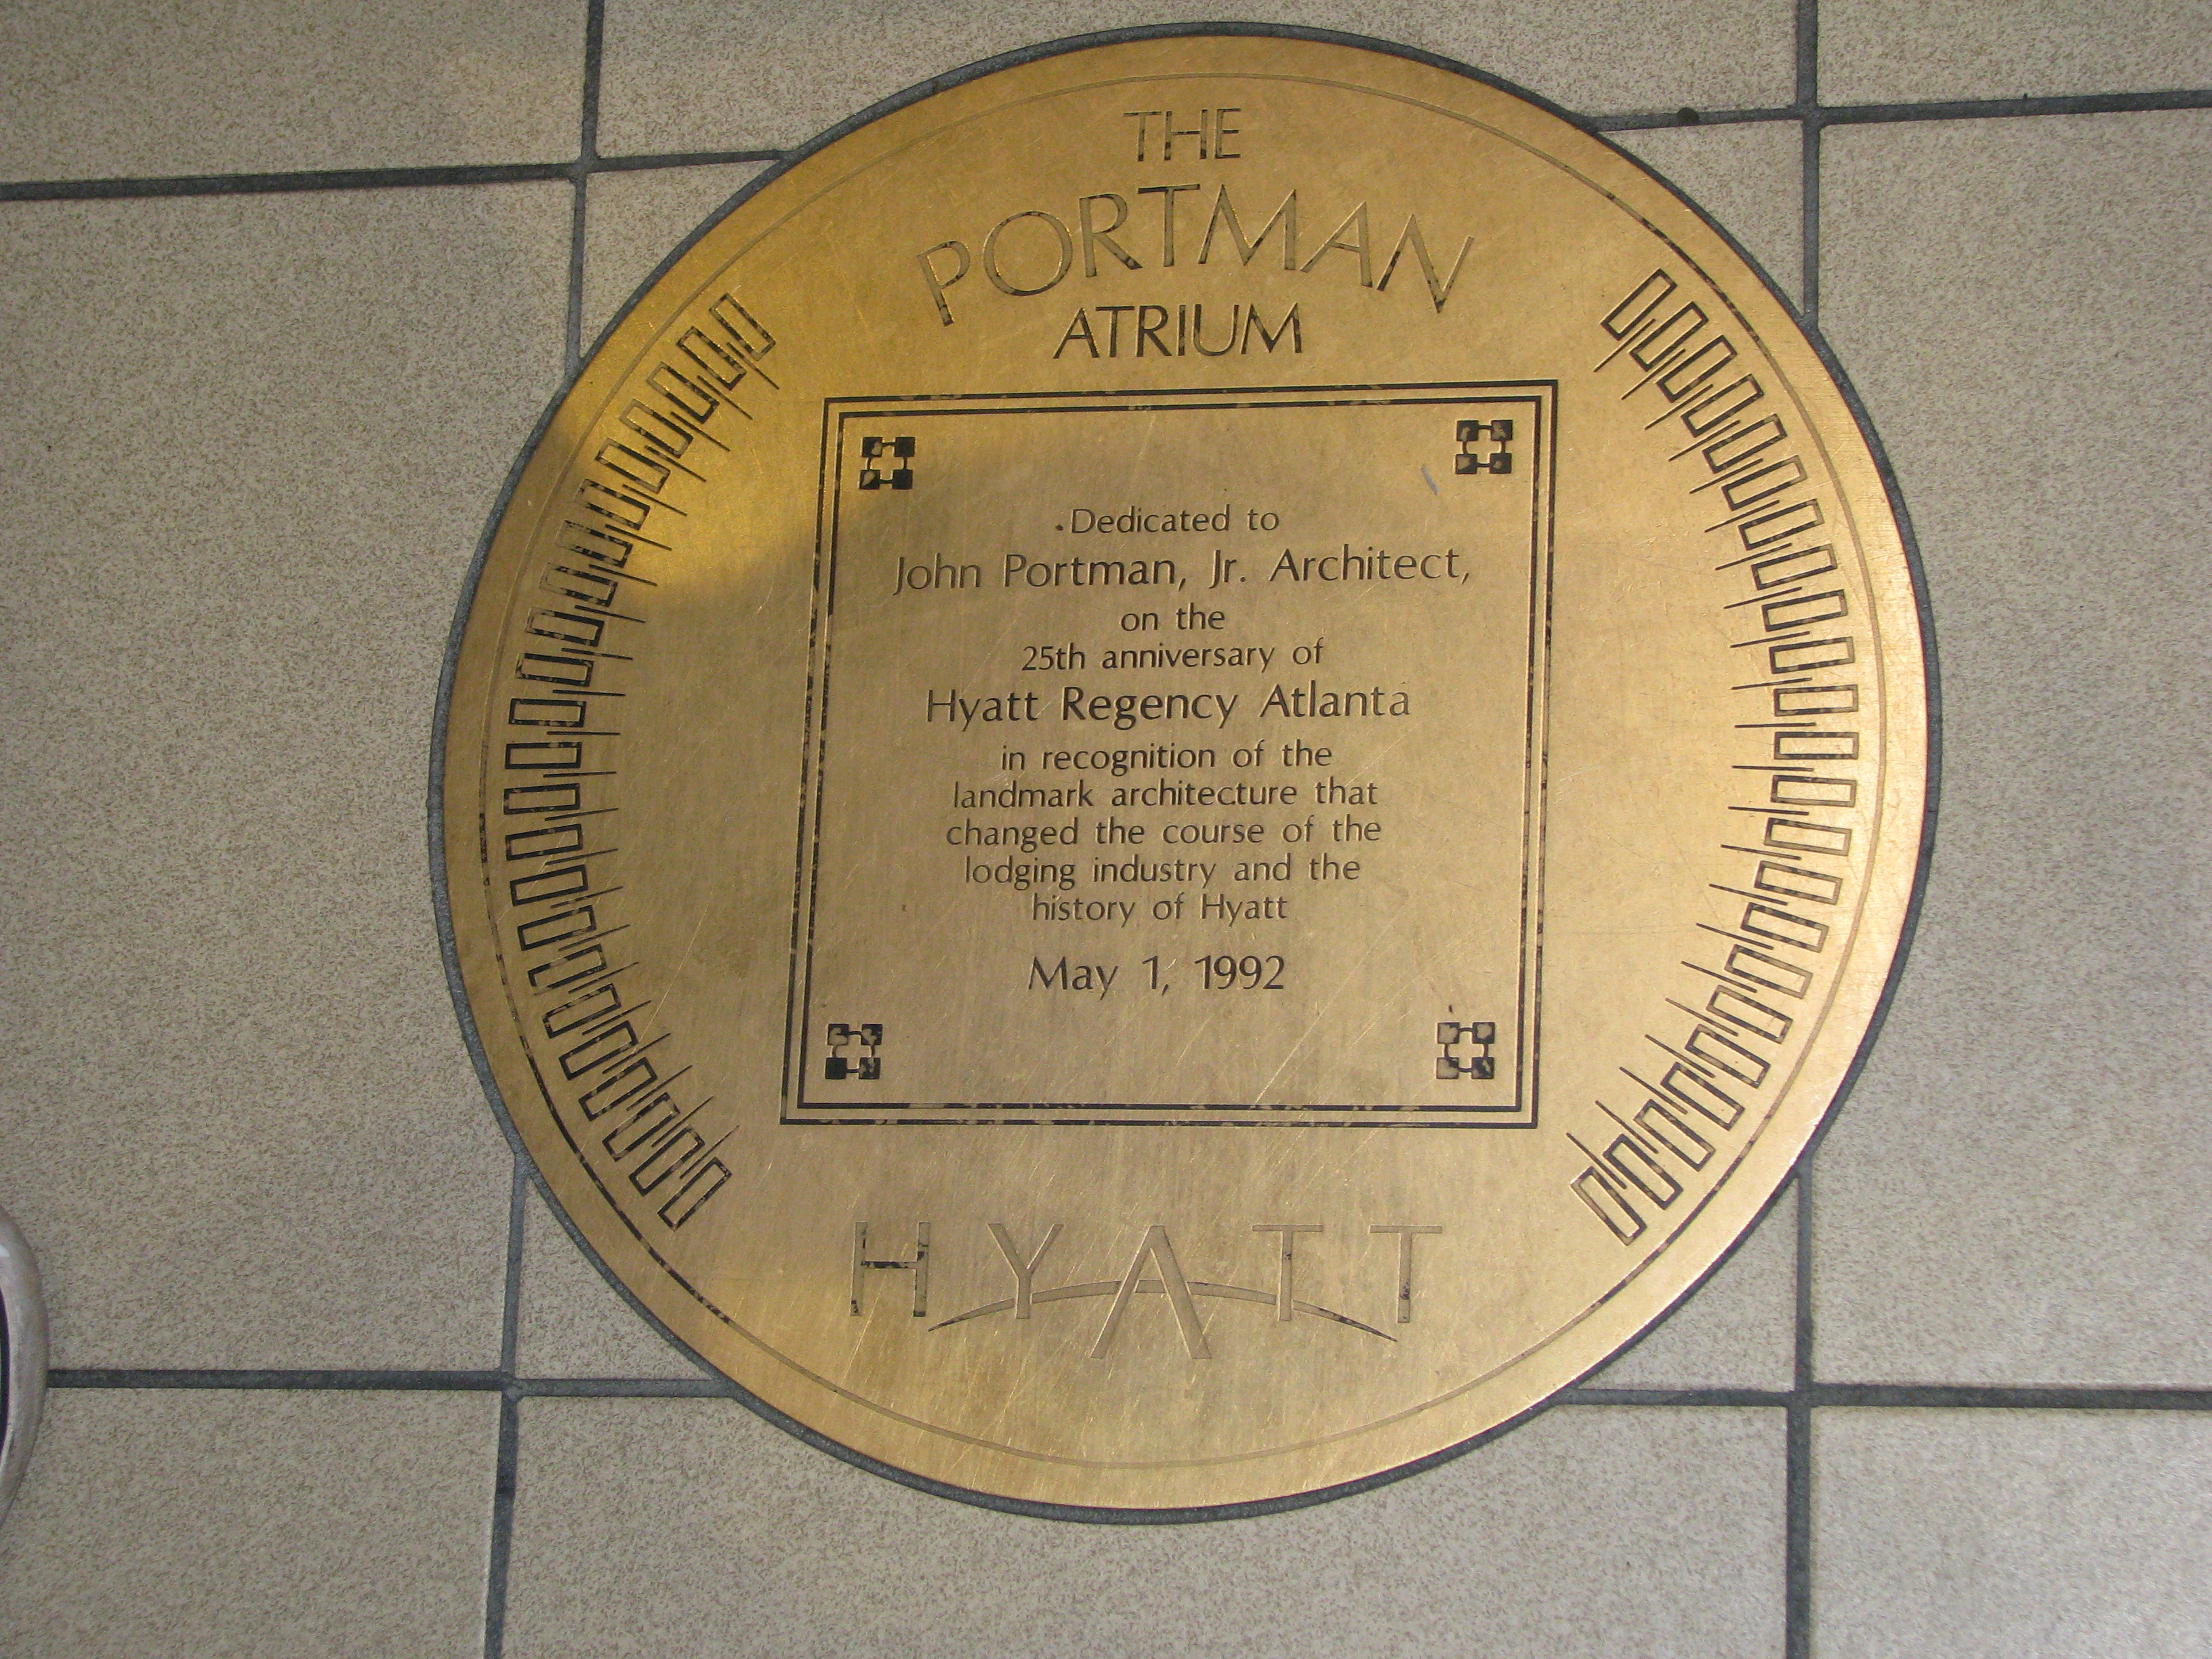 THE
PORTMAN
ATRIUM
Dedicated to
John Portman, Jr. Architect,
on the
25th anniversary of
Hyatt Regency Atlanta
in recognition of the
landmark architecture that
changed the course of the
lodging industry and the
history of Hyatt
May 1, 1992
HYATT